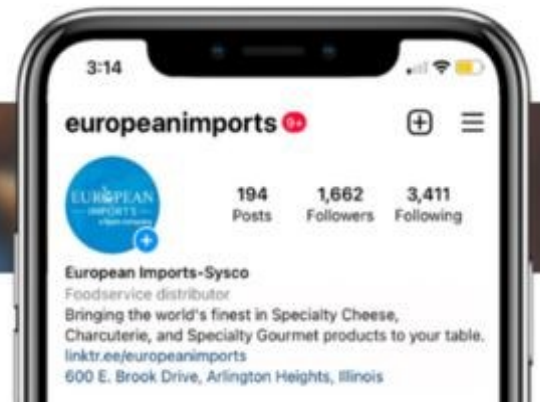 3:14
europeanimports 9+
194 1,662 3,411
Posts Followers Following
EUROPEAN
IMPORTS
European Imports-Sysco
Foodservice distributor
Bringing the world's finest in Specialty Cheese,
Charcuterie, and Specialty Gourmet products to your table.
linktr.ee/europeanimports
600 E. Brook Drive, Arlington Heights, Illinois